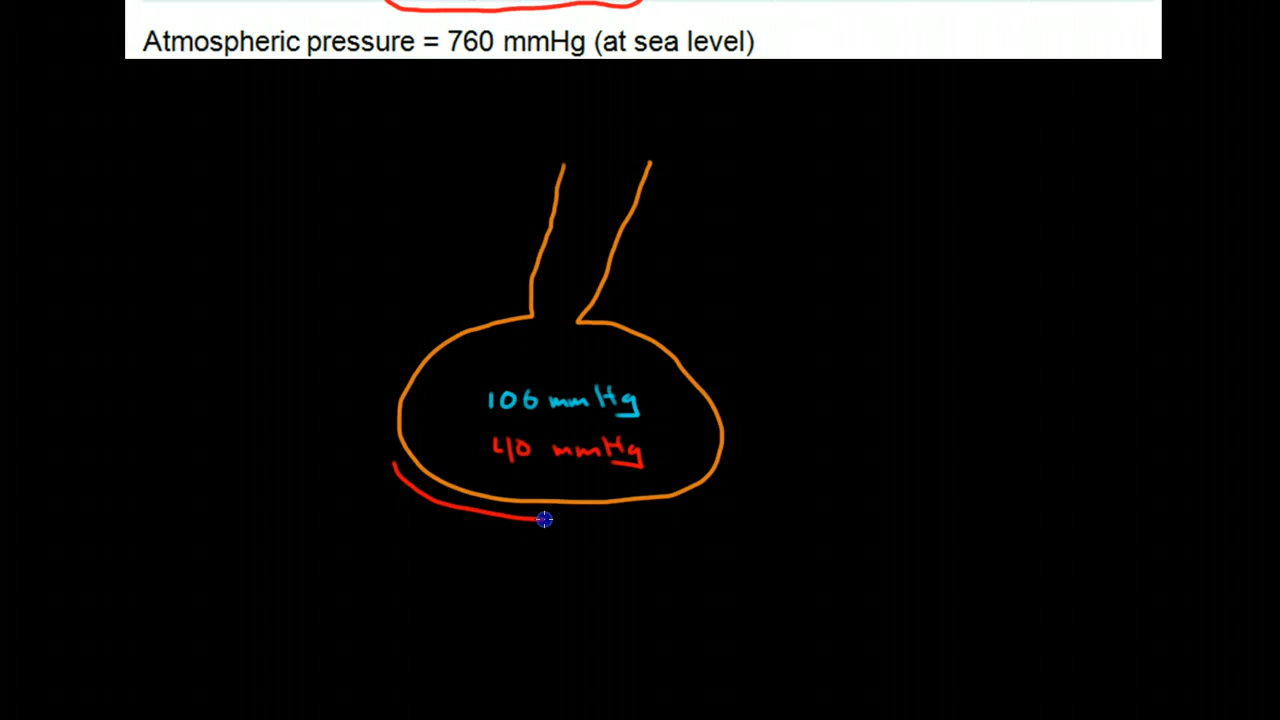 Atmospheric pressure = 760 mmHg (at sea level)
106 mmHg
40 mmHg